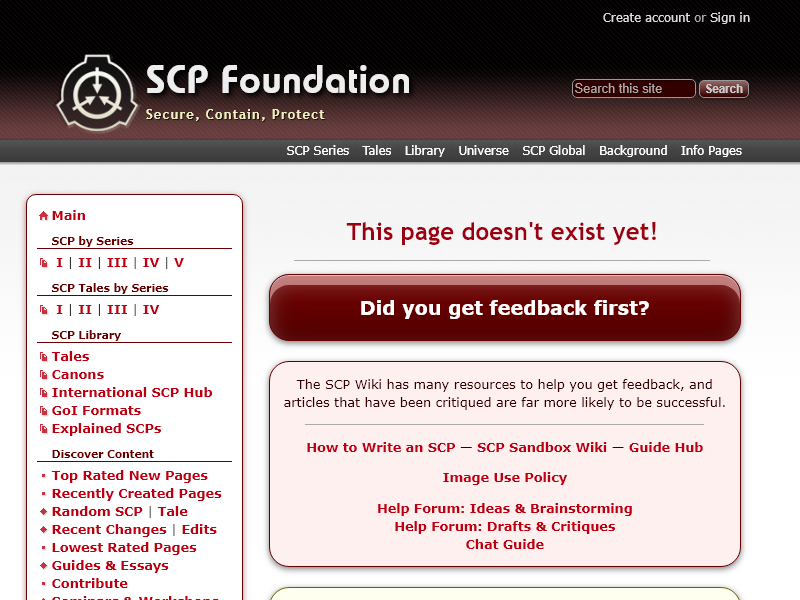 Create account or Sign in
SCP Foundation
Secure, Contain, Protect
Search this site
Search
SCP Series Tales Library Universe SCP Global Background Info Pages
Main
SCP by Series
I | II | III | IV | V
SCP Tales by Series
I | II | III | IV
SCP Library
Tales
Canons
International SCP Hub
GoI Formats
Explained SCPs
Discover Content
Top Rated New Pages
Recently Created Pages
Random SCP | Tale
Recent Changes | Edits
Lowest Rated Pages
Guides & Essays
Contribute
This page doesn't exist yet!
Did you get feedback first?
The SCP Wiki has many resources to help you get feedback, and
articles that have been critiqued are far more likely to be successful.
How to Write an SCP — SCP Sandbox Wiki — Guide Hub
Image Use Policy
Help Forum: Ideas & Brainstorming
Help Forum: Drafts & Critiques
Chat Guide